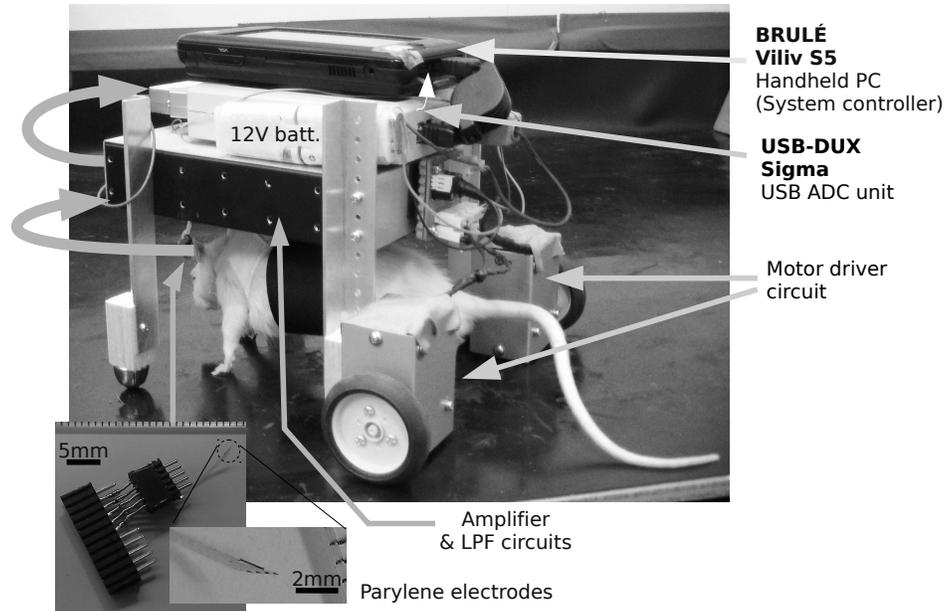 BRULÉ
Viliv S5
Handheld PC
(System controller)
12V batt.
USB-DUX
Sigma
USB ADC unit
Motor driver
circuit
5mm
Amplifier
& LPF circuits
2mm
Parylene electrodes